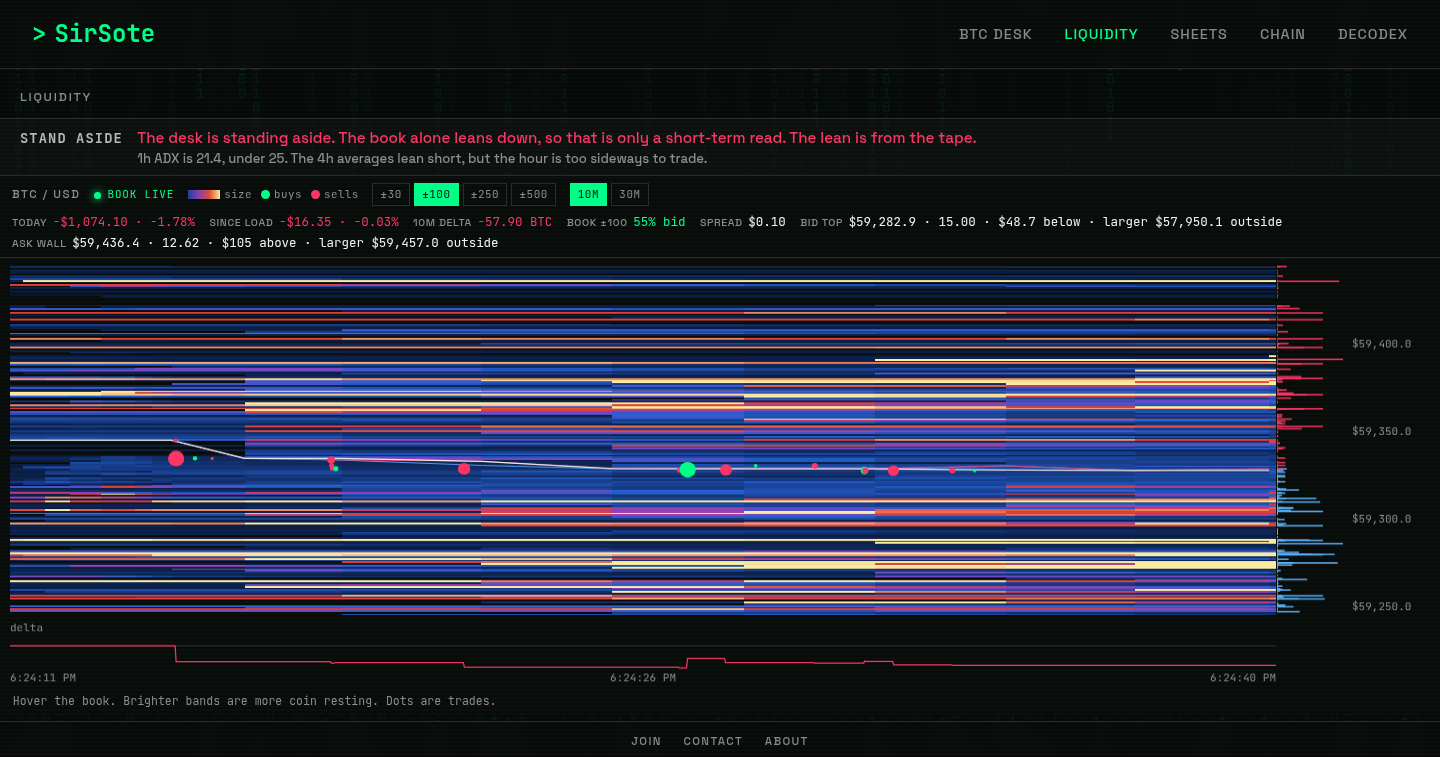 > SirSote
BTC DESK LIQUIDITY SHEETS CHAIN DECODEX
LIQUIDITY
STAND ASIDE The desk is standing aside. The book alone leans down, so that is only a short-term read. The lean is from the tape.
1h ADX is 21.4, under 25. The 4h averages lean short, but the hour is too sideways to trade.
BTC / USD BOOK LIVE size buys sells ±30 ±100 ±250 ±500 10M 30M
TODAY -$1,074.10 · -1.78% SINCE LOAD -$16.35 · -0.03% 10M DELTA -57.90 BTC BOOK ±100 55% bid SPREAD $0.10 BID TOP $59,282.9 · 15.00 · $48.7 below · larger $57,950.1 outside
ASK WALL $59,436.4 · 12.62 · $105 above · larger $59,457.0 outside
$59,400.0
$59,350.0
$59,300.0
$59,250.0
delta
6:24:11 PM 6:24:26 PM 6:24:40 PM
Hover the book. Brighter bands are more coin resting. Dots are trades.
JOIN CONTACT ABOUT